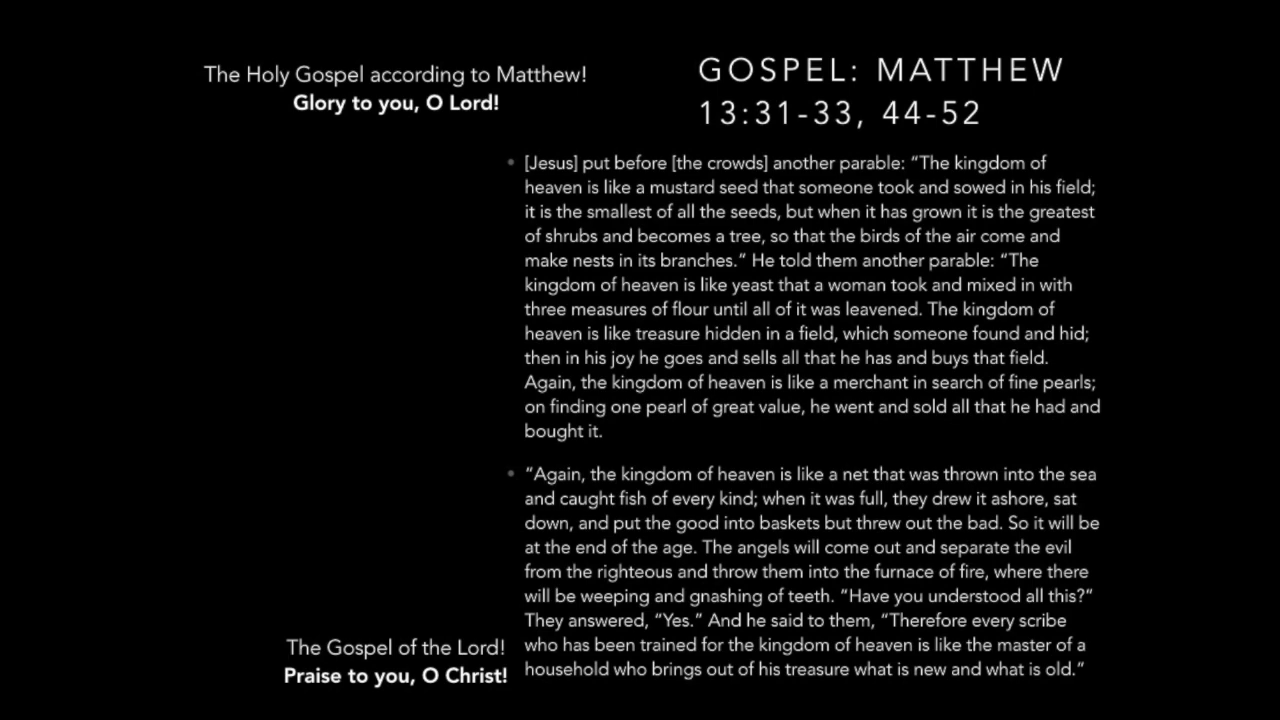 The Holy Gospel according to Matthew!
Glory to you, O Lord!
GOSPEL: MATTHEW
13:31-33, 44-52
• [Jesus] put before [the crowds] another parable: “The kingdom of
heaven is like a mustard seed that someone took and sowed in his field;
it is the smallest of all the seeds, but when it has grown it is the greatest
of shrubs and becomes a tree, so that the birds of the air come and
make nests in its branches.” He told them another parable: “The
kingdom of heaven is like yeast that a woman took and mixed in with
three measures of flour until all of it was leavened. The kingdom of
heaven is like treasure hidden in a field, which someone found and hid;
then in his joy he goes and sells all that he has and buys that field.
Again, the kingdom of heaven is like a merchant in search of fine pearls;
on finding one pearl of great value, he went and sold all that he had and
bought it.
• “Again, the kingdom of heaven is like a net that was thrown into the sea
and caught fish of every kind; when it was full, they drew it ashore, sat
down, and put the good into baskets but threw out the bad. So it will be
at the end of the age. The angels will come out and separate the evil
from the righteous and throw them into the furnace of fire, where there
will be weeping and gnashing of teeth. “Have you understood all this?”
They answered, “Yes.” And he said to them, “Therefore every scribe
who has been trained for the kingdom of heaven is like the master of a
household who brings out of his treasure what is new and what is old.”
The Gospel of the Lord!
Praise to you, O Christ!